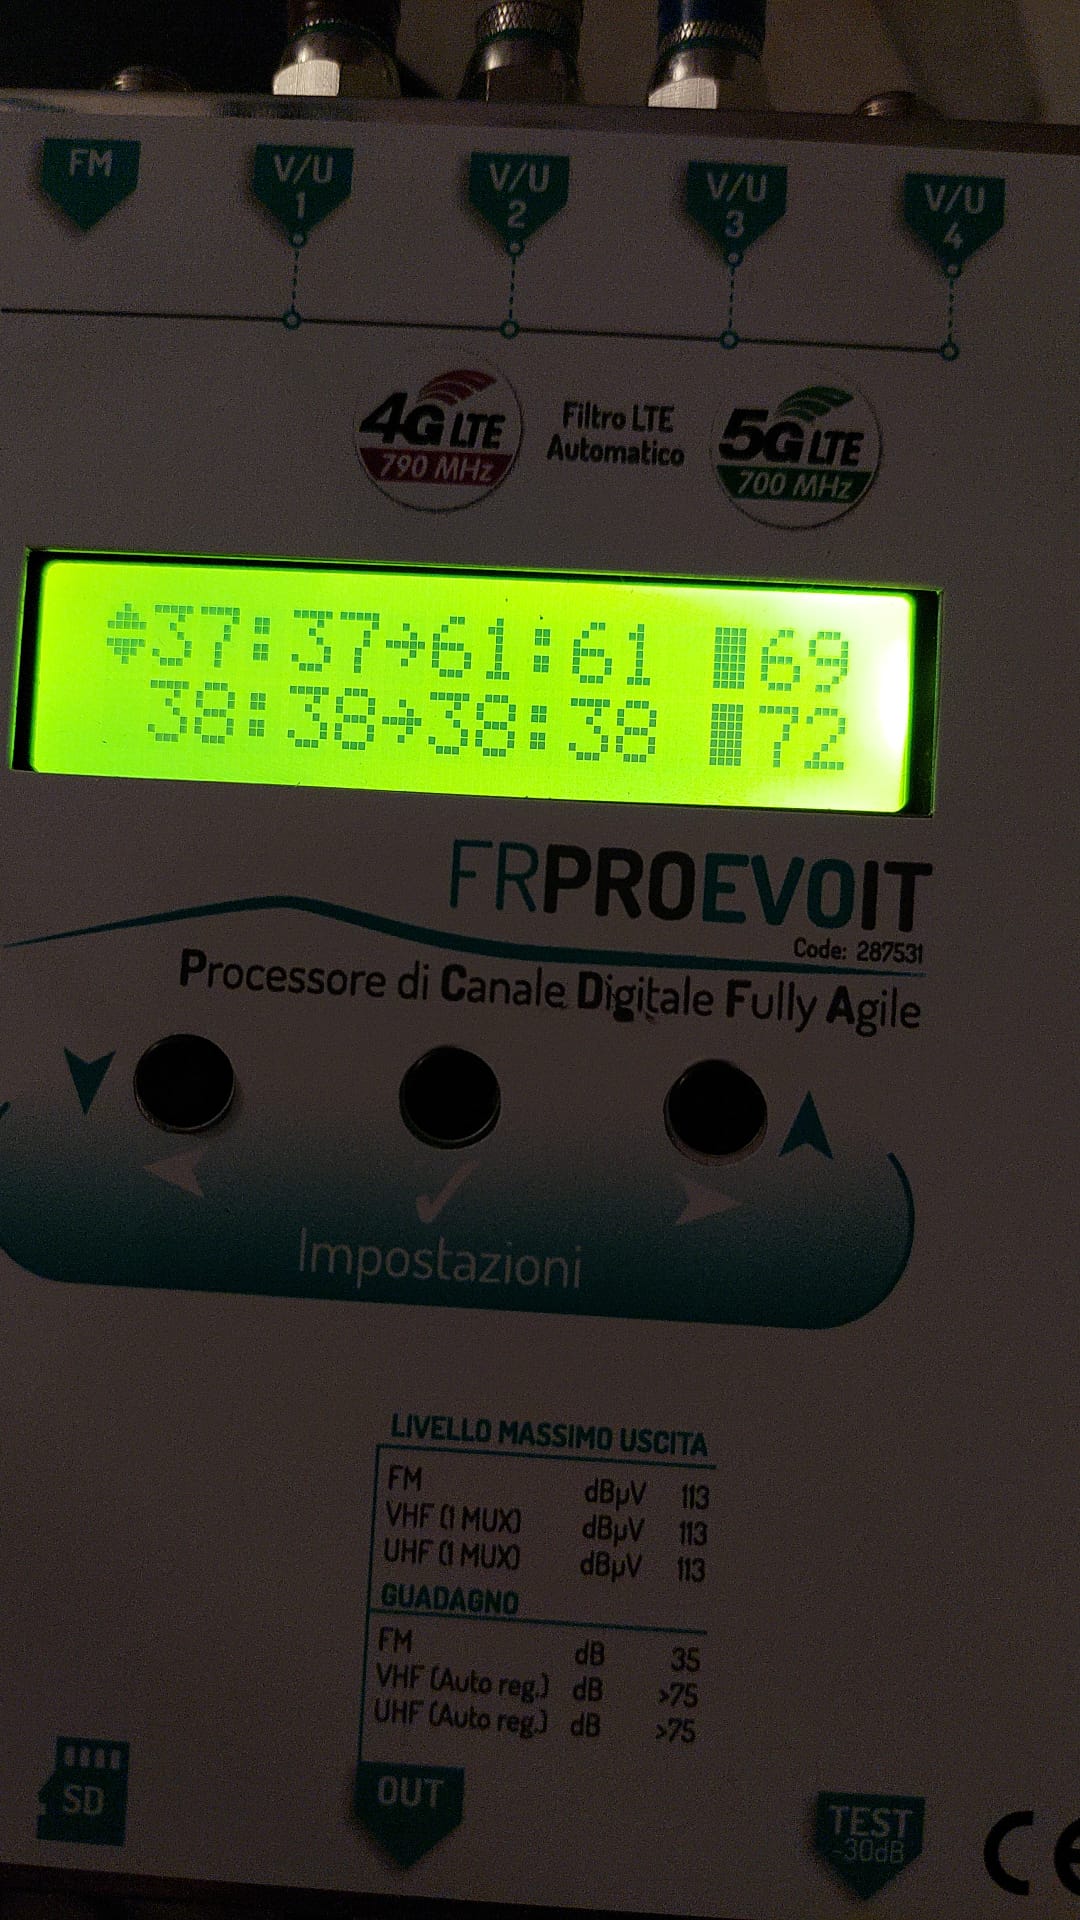 FM
V/U
1
V/U
2
V/U
3
V/U
4
4G LTE
790 MHz
Filtro LTE
Automatico
5G LTE
700 MHz
37:37→61:61 69
38:38→38:38 72
FRPROEVOIT
Code: 287531
Processore di Canale Digitale Fully Agile
Impostazioni
LIVELLO MASSIMO USCITA
FM dBµV 113
VHF (1 MUX) dBµV 113
UHF (1 MUX) dBµV 113
GUADAGNO
FM dB 35
VHF (Auto reg.) dB >75
UHF (Auto reg.) dB >75
SD
OUT
TEST
-30dB
CE